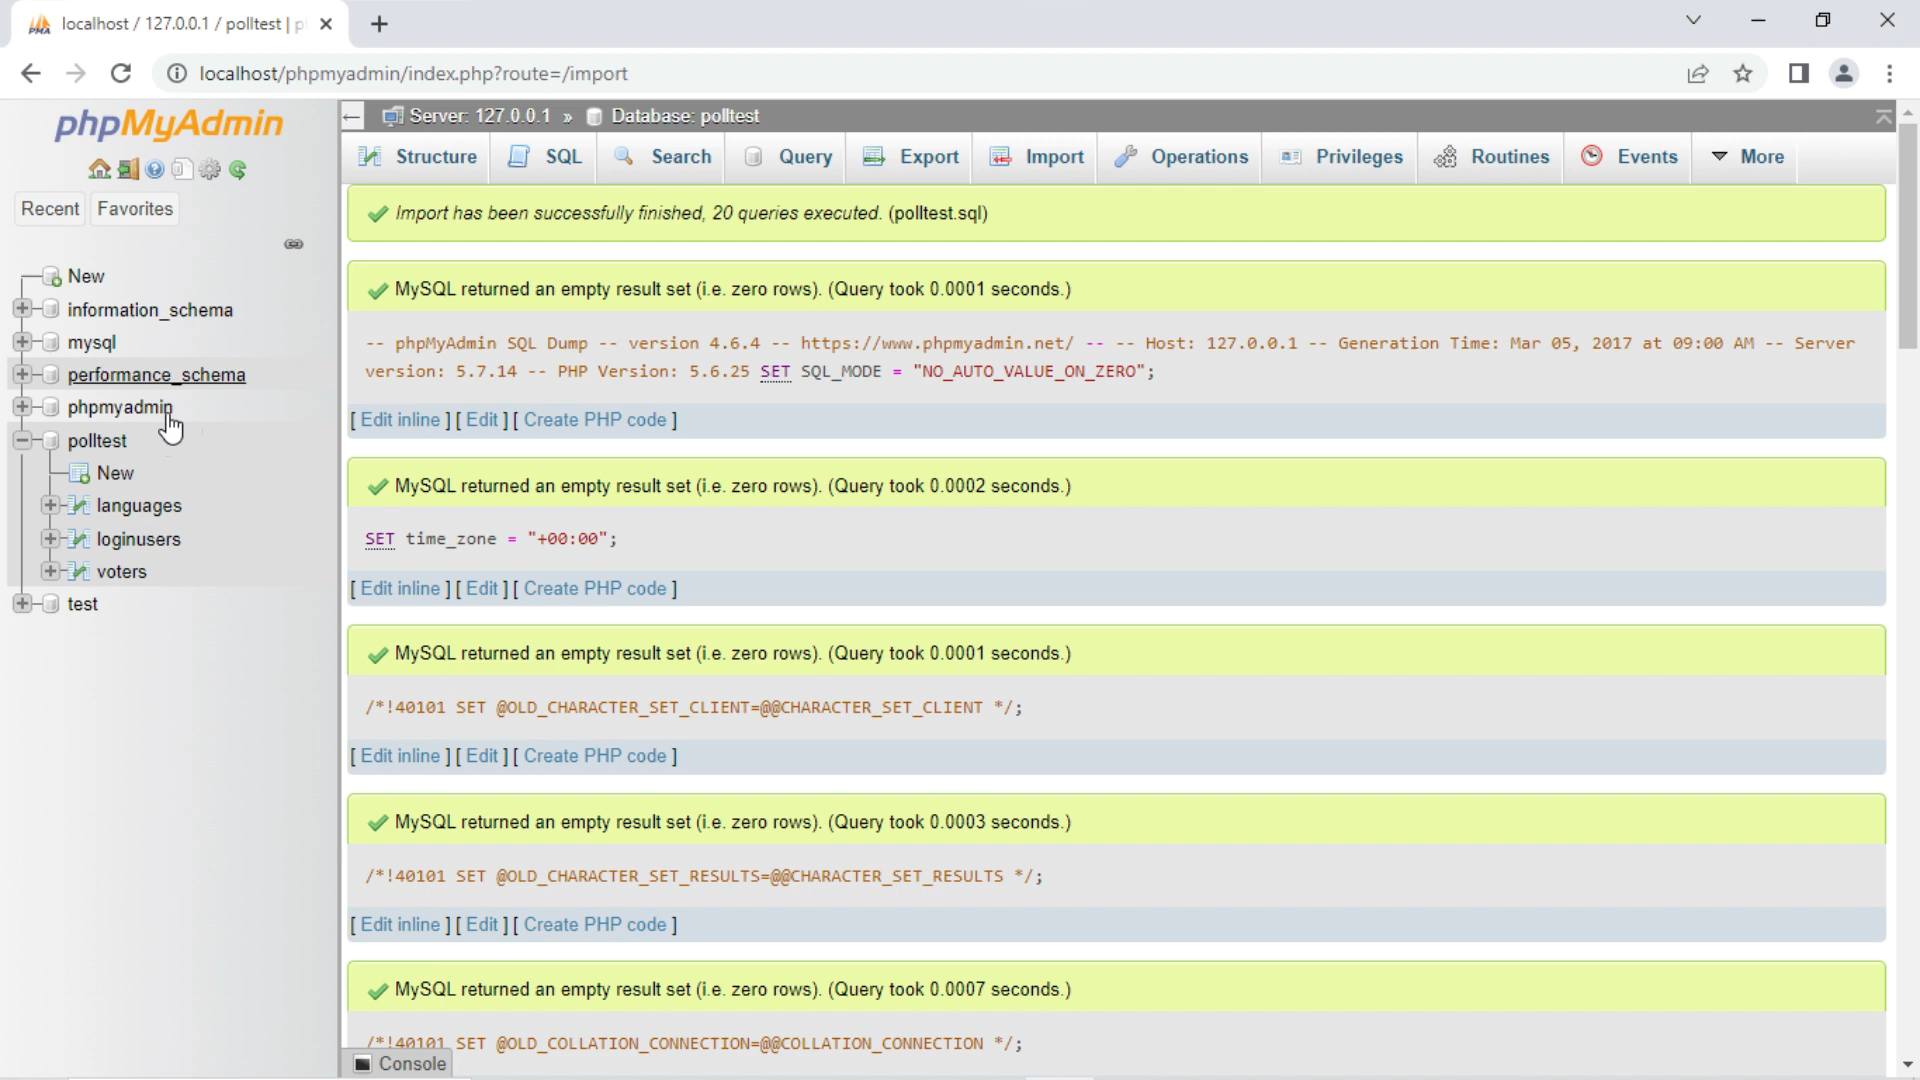 localhost / 127.0.0.1 / polltest | p
localhost/phpmyadmin/index.php?route=/import
phpMyAdmin
Recent
Favorites
New
information_schema
mysql
performance_schema
phpmyadmin
polltest
New
languages
loginusers
voters
test
Server: 127.0.0.1 » Database: polltest
Structure SQL Search Query Export Import Operations Privileges Routines Events More
Import has been successfully finished, 20 queries executed. (polltest.sql)
MySQL returned an empty result set (i.e. zero rows). (Query took 0.0001 seconds.)
-- phpMyAdmin SQL Dump -- version 4.6.4 -- https://www.phpmyadmin.net/ -- -- Host: 127.0.0.1 -- Generation Time: Mar 05, 2017 at 09:00 AM -- Server
version: 5.7.14 -- PHP Version: 5.6.25 SET SQL_MODE = "NO_AUTO_VALUE_ON_ZERO";
[ Edit inline ] [ Edit ] [ Create PHP code ]
MySQL returned an empty result set (i.e. zero rows). (Query took 0.0002 seconds.)
SET time_zone = "+00:00";
[ Edit inline ] [ Edit ] [ Create PHP code ]
MySQL returned an empty result set (i.e. zero rows). (Query took 0.0001 seconds.)
/*!40101 SET @OLD_CHARACTER_SET_CLIENT=@@CHARACTER_SET_CLIENT */;
[ Edit inline ] [ Edit ] [ Create PHP code ]
MySQL returned an empty result set (i.e. zero rows). (Query took 0.0003 seconds.)
/*!40101 SET @OLD_CHARACTER_SET_RESULTS=@@CHARACTER_SET_RESULTS */;
[ Edit inline ] [ Edit ] [ Create PHP code ]
MySQL returned an empty result set (i.e. zero rows). (Query took 0.0007 seconds.)
/*!40101 SET @OLD_COLLATION_CONNECTION=@@COLLATION_CONNECTION */;
Console